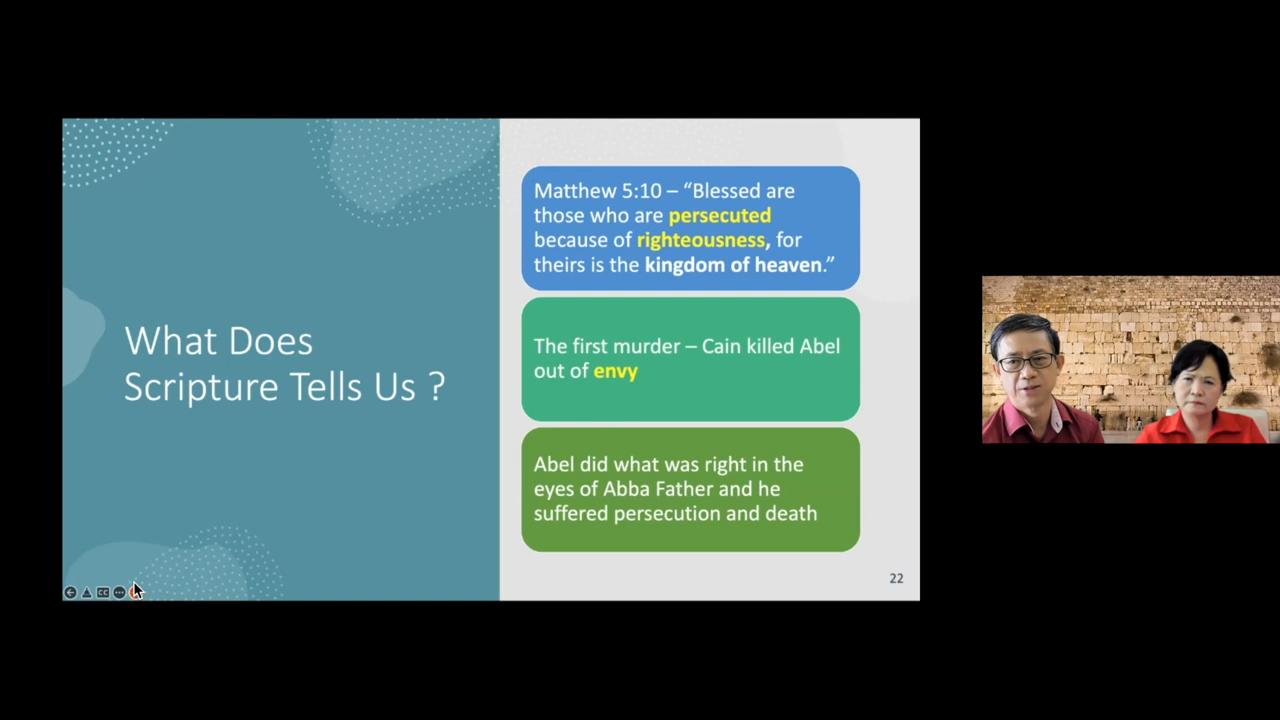 What Does
Scripture Tells Us ?
Matthew 5:10 – “Blessed are
those who are persecuted
because of righteousness, for
theirs is the kingdom of heaven.”
The first murder – Cain killed Abel
out of envy
Abel did what was right in the
eyes of Abba Father and he
suffered persecution and death
22
CC